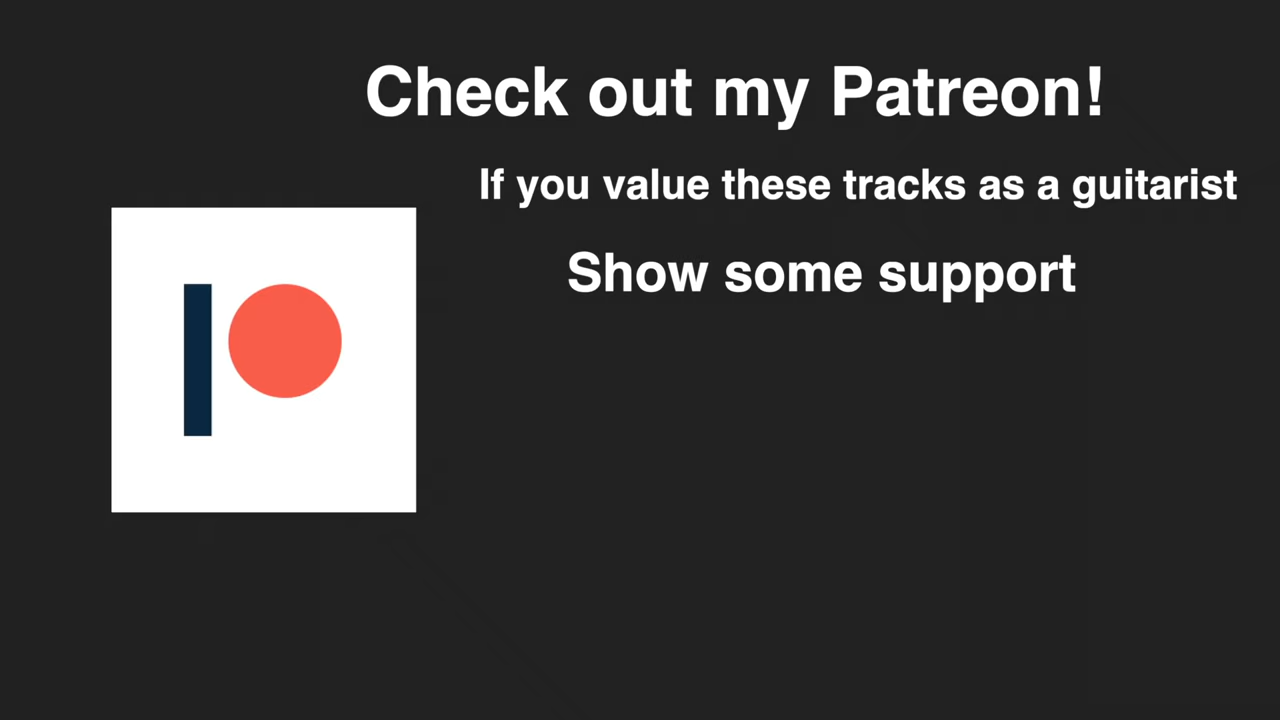 Check out my Patreon!
If you value these tracks as a guitarist
Show some support